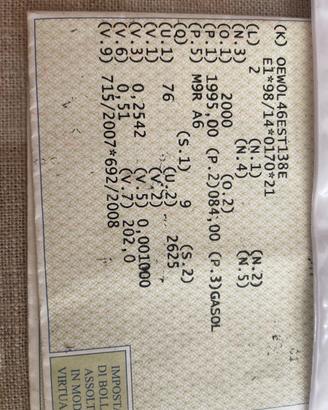 (K) OEWOL46EST138E
E1*98/14*0170*21
(L) 2 (N.1) (N.2)
(N.3) (N.4) (N.5)
(O.1) 2000 (O.2)
(P.1) 1995,00 (P.2)084,00 (P.3)GASOL
(P.5) M9R A6
(Q) (S.1) 9 (S.2)
(U.1) 76 (U.2) 2625
(V.1) (V.2)
(V.3) 0,2542 (V.5) 0,001000
(V.6) 0,51 (V.7) 202,0
(V.9) 715/2007*692/2008
IMPOSTA
DI BOLL
ASSOLT
IN MOD
VIRTUA